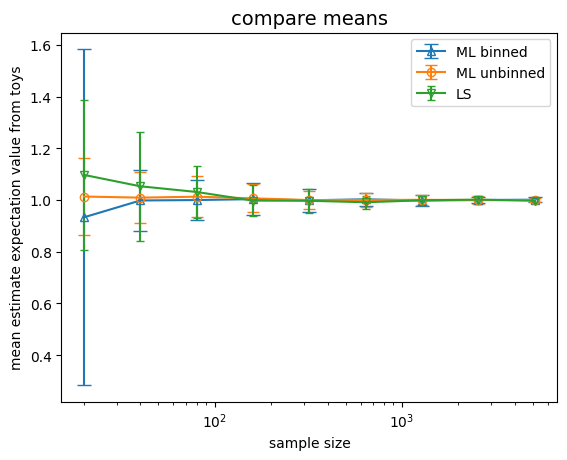 compare means
mean estimate expectation value from toys
1.6
1.4
1.2
1.0
0.8
0.6
0.4
ML binned
ML unbinned
LS
10²
10³
sample size